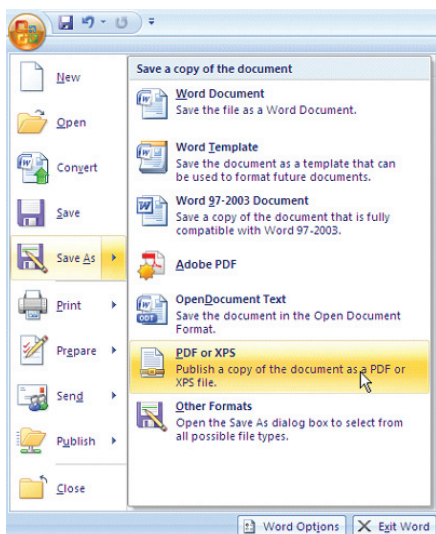 New
Open
Convert
Save
Save As
Print
Prepare
Send
Publish
Close
Save a copy of the document
Word Document
Save the file as a Word Document.
Word Template
Save the document as a template that can
be used to format future documents.
Word 97-2003 Document
Save a copy of the document that is fully
compatible with Word 97-2003.
Adobe PDF
OpenDocument Text
Save the document in the Open Document
Format.
ODT
PDF or XPS
Publish a copy of the document as a PDF or
XPS file.
Other Formats
Open the Save As dialog box to select from
all possible file types.
Word Options
Exit Word